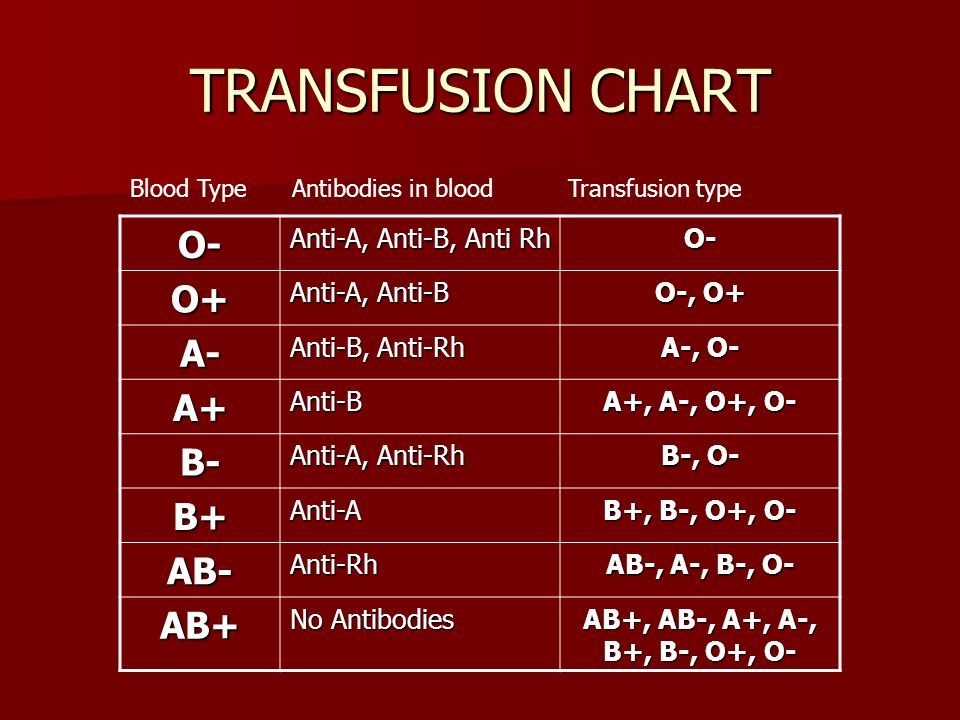 TRANSFUSION CHART
Blood Type Antibodies in blood Transfusion type
O- Anti-A, Anti-B, Anti Rh O-
O+ Anti-A, Anti-B O-, O+
A- Anti-B, Anti-Rh A-, O-
A+ Anti-B A+, A-, O+, O-
B- Anti-A, Anti-Rh B-, O-
B+ Anti-A B+, B-, O+, O-
AB- Anti-Rh AB-, A-, B-, O-
AB+ No Antibodies AB+, AB-, A+, A-,
B+, B-, O+, O-